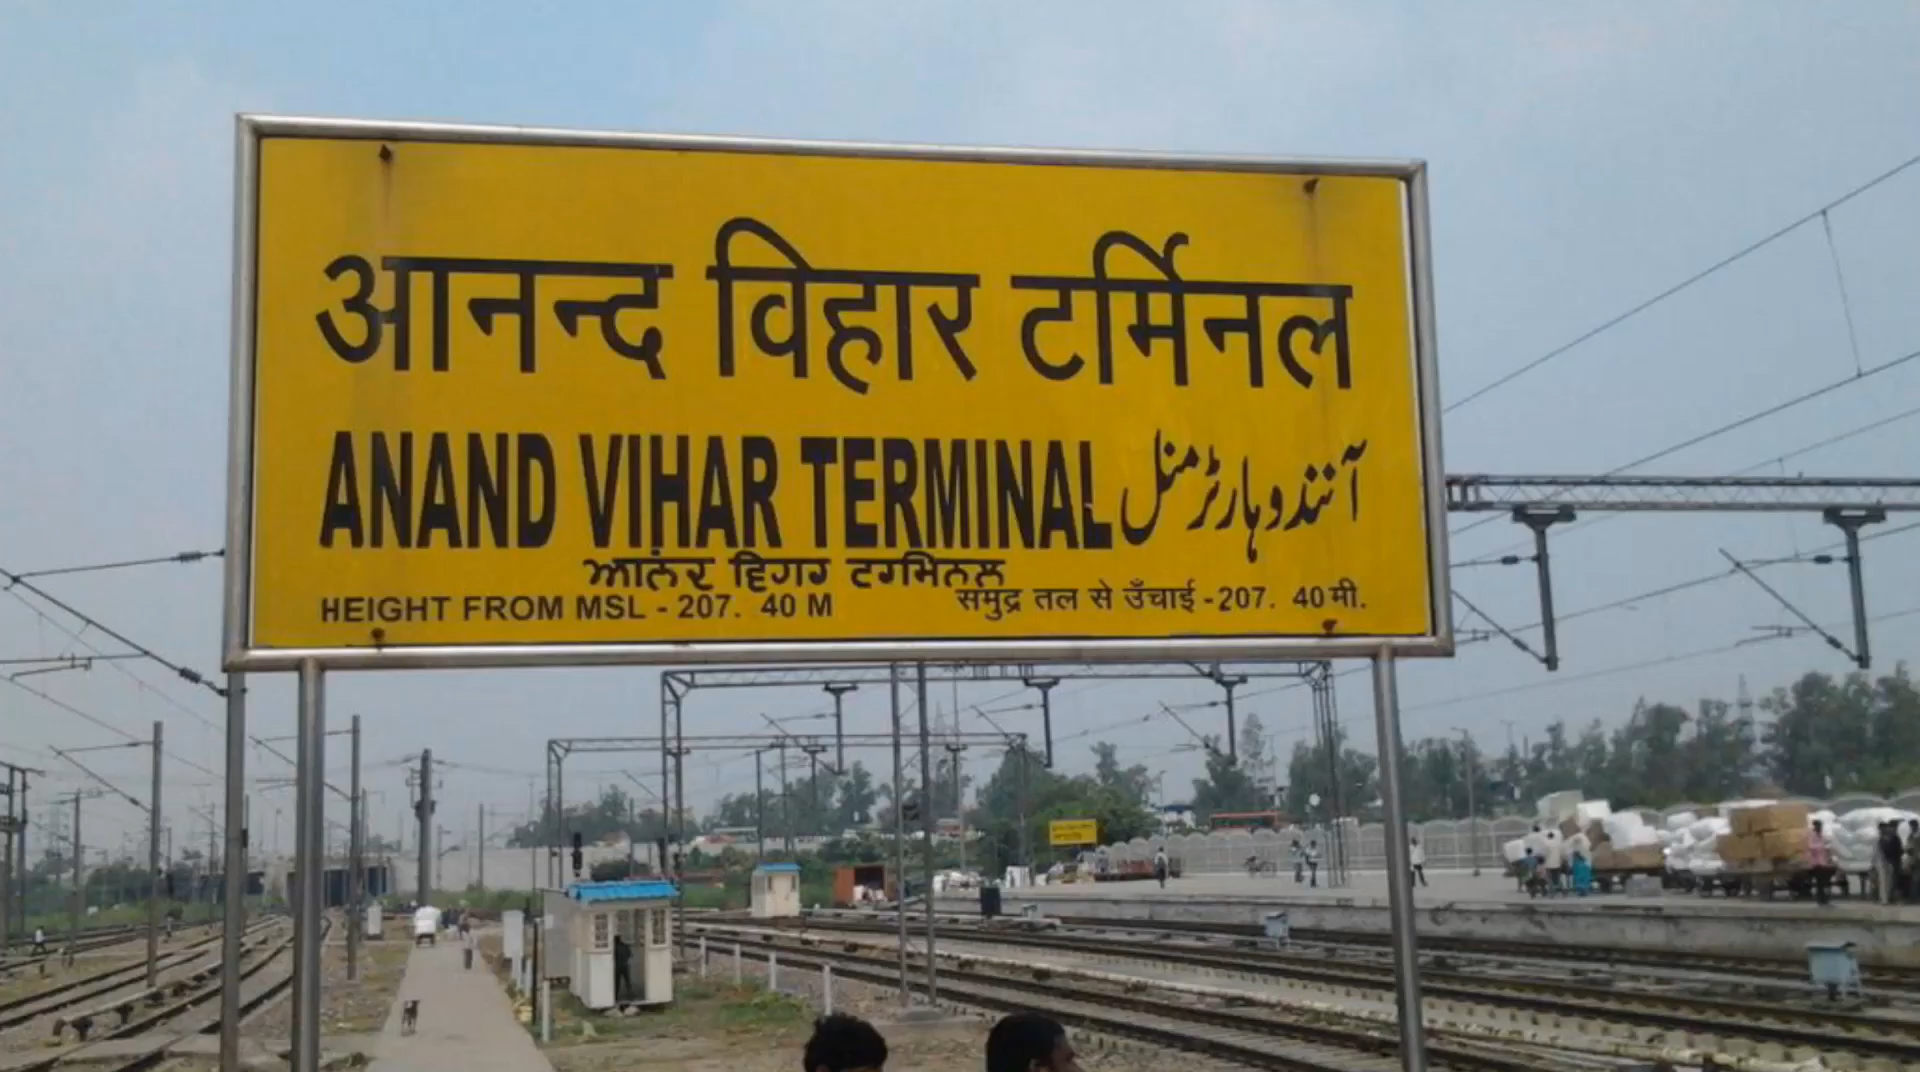 आनन्द विहार टर्मिनल
ANAND VIHAR TERMINAL آنند وہار ٹرمنل
ਆਨੰਦ ਵਿਹਾਰ ਟਰਮਿਨਲ
HEIGHT FROM MSL - 207. 40 M समुद्र तल से उँचाई -207. 40 मी.